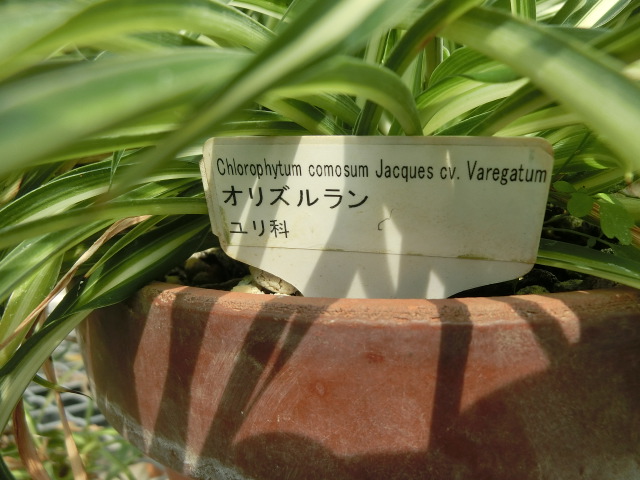 Chlorophytum comosum Jacques cv. Varegatum
オリズルラン
ユリ科